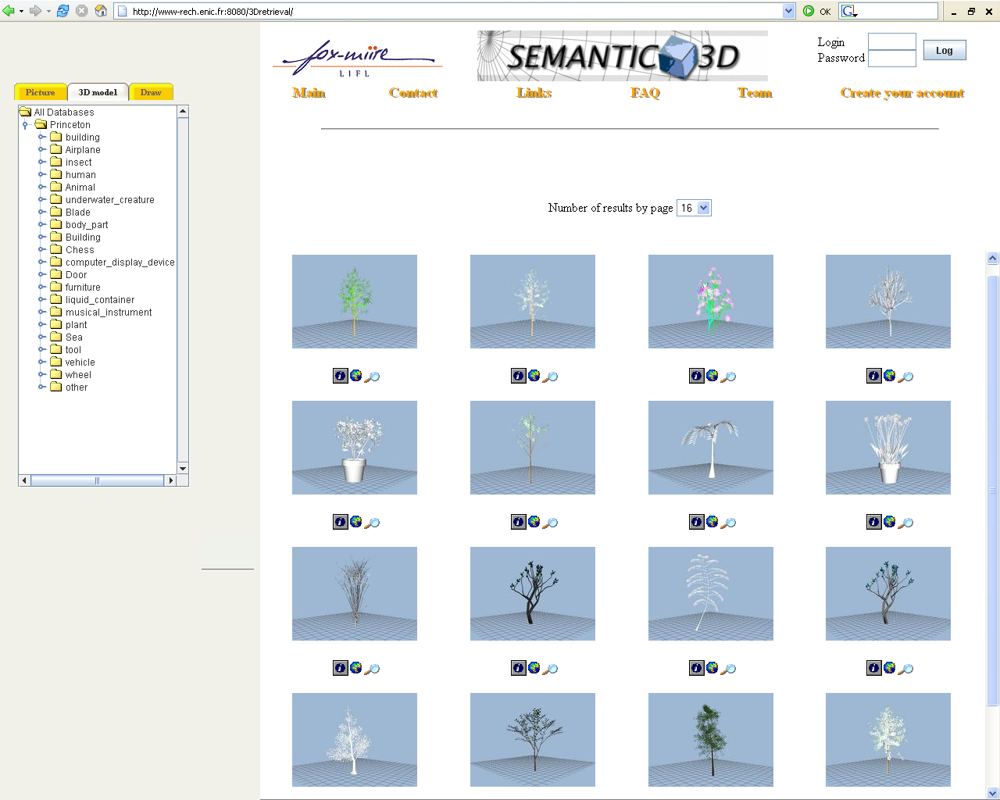 http://www-rech.enic.fr:8080/3Dretrieval/
OK
G
fox-miire
LIFL
SEMANTIC 3D
Login
Password
Log
Main
Contact
Links
FAQ
Team
Create your account
Picture
3D model
Draw
All Databases
Princeton
building
Airplane
insect
human
Animal
underwater_creature
Blade
body_part
Building
Chess
computer_display_device
Door
furniture
liquid_container
musical_instrument
plant
Sea
tool
vehicle
wheel
other
Number of results by page 16